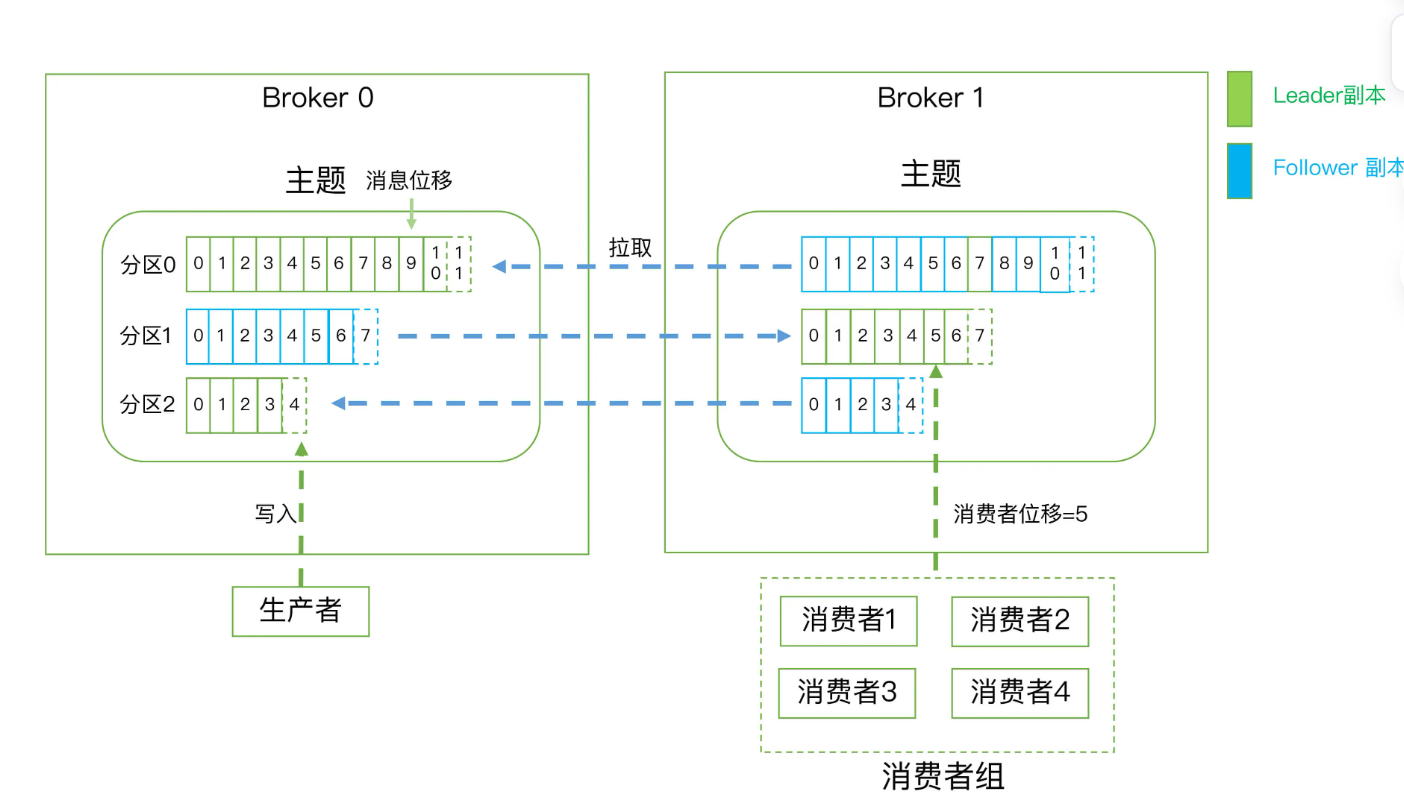 Broker 0
主题
消息位移
分区0
0 1 2 3 4 5 6 7 8 9 10 11
分区1
0 1 2 3 4 5 6 7
分区2
0 1 2 3 4
写入
生产者
拉取
Broker 1
主题
0 1 2 3 4 5 6 7 8 9 10 11
0 1 2 3 4 5 6 7
0 1 2 3 4
消费者位移=5
消费者1
消费者2
消费者3
消费者4
消费者组
Leader副本
Follower 副本